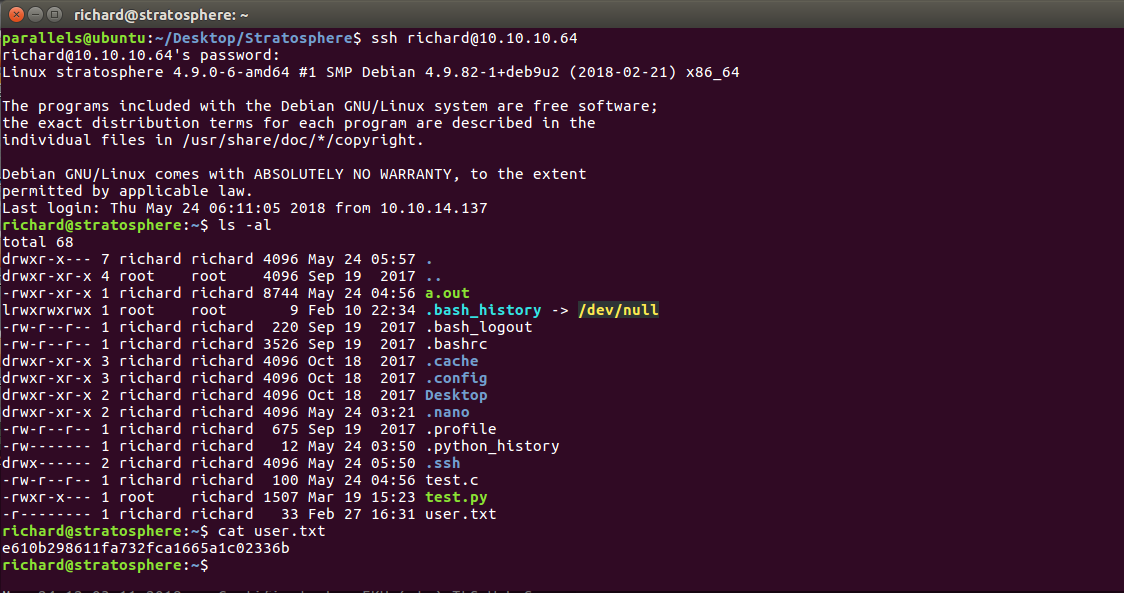 richard@stratosphere: ~
parallels@ubuntu:~/Desktop/Stratosphere$ ssh richard@10.10.10.64
richard@10.10.10.64's password:
Linux stratosphere 4.9.0-6-amd64 #1 SMP Debian 4.9.82-1+deb9u2 (2018-02-21) x86_64
The programs included with the Debian GNU/Linux system are free software;
the exact distribution terms for each program are described in the
individual files in /usr/share/doc/*/copyright.
Debian GNU/Linux comes with ABSOLUTELY NO WARRANTY, to the extent
permitted by applicable law.
Last login: Thu May 24 06:11:05 2018 from 10.10.14.137
richard@stratosphere:~$ ls -al
total 68
drwxr-x--- 7 richard richard 4096 May 24 05:57 .
drwxr-xr-x 4 root    root    4096 Sep 19  2017 ..
-rwxr-xr-x 1 richard richard 8744 May 24 04:56 a.out
lrwxrwxrwx 1 root    root       9 Feb 10 22:34 .bash_history -> /dev/null
-rw-r--r-- 1 richard richard  220 Sep 19  2017 .bash_logout
-rw-r--r-- 1 richard richard 3526 Sep 19  2017 .bashrc
drwxr-xr-x 3 richard richard 4096 Oct 18  2017 .cache
drwxr-xr-x 3 richard richard 4096 Oct 18  2017 .config
drwxr-xr-x 2 richard richard 4096 Oct 18  2017 Desktop
drwxr-xr-x 2 richard richard 4096 May 24 03:21 .nano
-rw-r--r-- 1 richard richard  675 Sep 19  2017 .profile
-rw------- 1 richard richard   12 May 24 03:50 .python_history
drwx------ 2 richard richard 4096 May 24 05:50 .ssh
-rw-r--r-- 1 richard richard  100 May 24 04:56 test.c
-rwxr-x--- 1 root    richard 1507 Mar 19 15:23 test.py
-r-------- 1 richard richard   33 Feb 27 16:31 user.txt
richard@stratosphere:~$ cat user.txt
e610b298611fa732fca1665a1c02336b
richard@stratosphere:~$